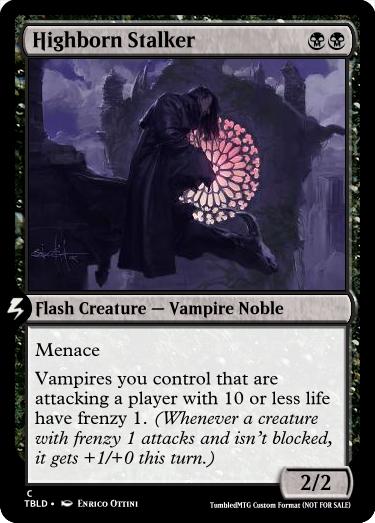 Highborn Stalker
Flash Creature — Vampire Noble
Menace
Vampires you control that are
attacking a player with 10 or less life
have frenzy 1. (Whenever a creature
with frenzy 1 attacks and isn't blocked,
it gets +1/+0 this turn.)
2/2
C
TBLD • Enrico Ottini
TumbledMTG Custom Format (NOT FOR SALE)